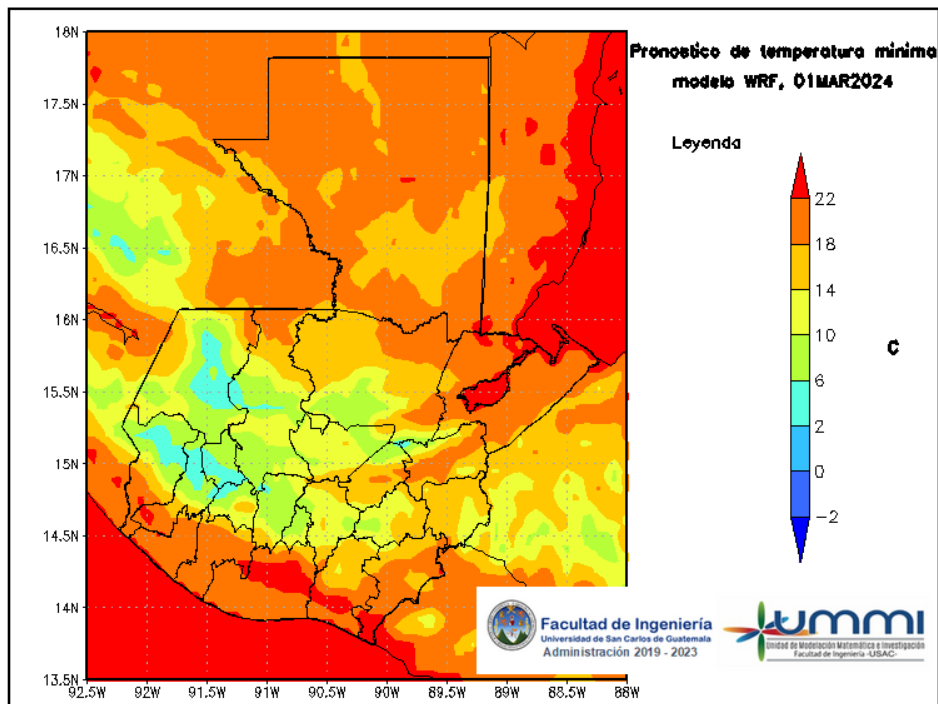 Pronostico de temperatura minima
modelo WRF, 01MAR2024
Leyenda
22
18
14
10
6
2
0
−2
C
18N
17.5N
17N
16.5N
16N
15.5N
15N
14.5N
14N
13.5N
92.5W 92W 91.5W 91W 90.5W 90W 89.5W 89W 88.5W 88W
Facultad de Ingeniería
Universidad de San Carlos de Guatemala
Administración 2019 - 2023
UMMI
Unidad de Modelación Matemática e Investigación
Facultad de Ingeniería -USAC-